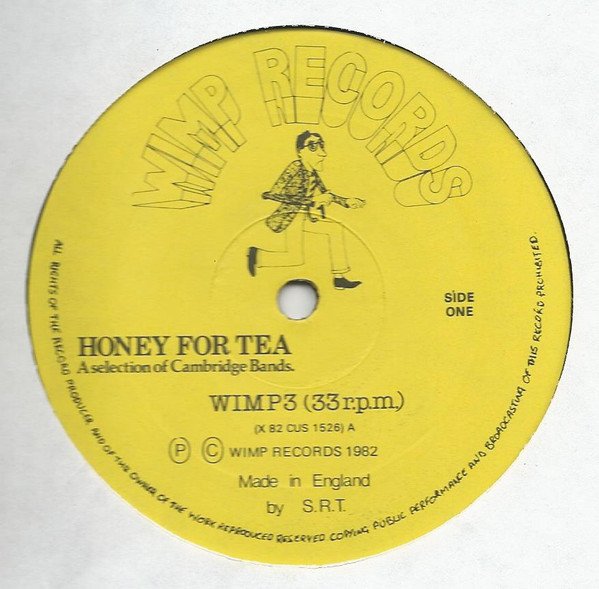 WIMP RECORDS
SIDE
ONE
HONEY FOR TEA
A selection of Cambridge Bands.
WIMP3 (33 r.p.m.)
(X 82 CUS 1526) A
Ⓟ © WIMP RECORDS 1982
Made in England
by S.R.T.
ALL RIGHTS OF THE RECORD PRODUCER AND OF THE OWNER OF THE WORK REPRODUCED RESERVED COPYING PUBLIC PERFORMANCE AND BROADCASTING OF THIS RECORD PROHIBITED.